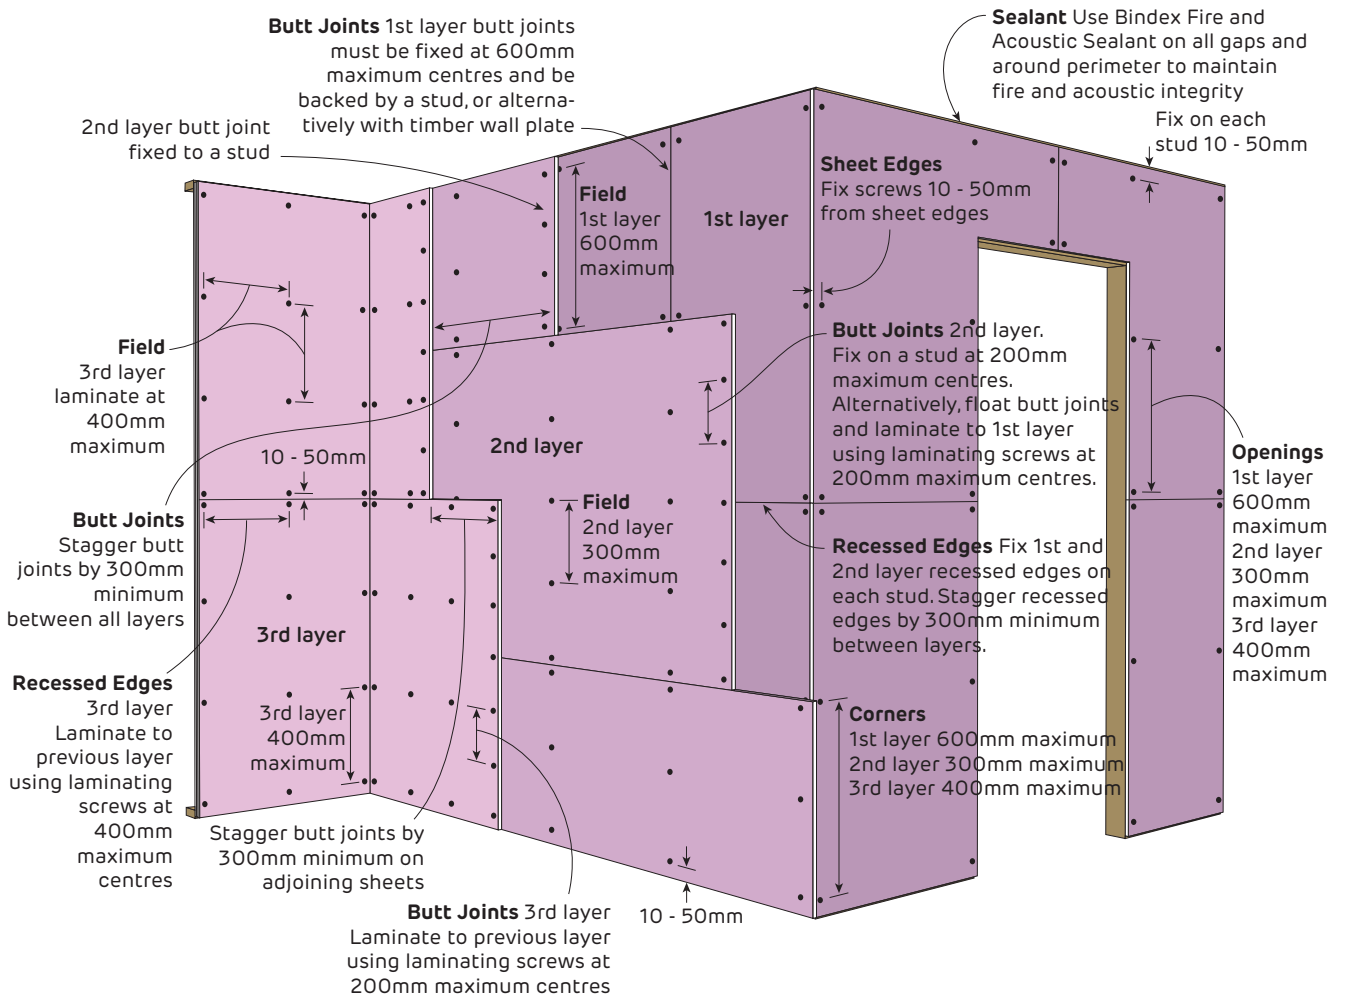 Butt Joints 1st layer butt joints
must be fixed at 600mm
maximum centres and be
backed by a stud, or alterna-
tively with timber wall plate
Sealant Use Bindex Fire and
Acoustic Sealant on all gaps and
around perimeter to maintain
fire and acoustic integrity
Fix on each
stud 10 - 50mm
2nd layer butt joint
fixed to a stud
Sheet Edges
Fix screws 10 - 50mm
from sheet edges
Field
1st layer
600mm
maximum
1st layer
Field
3rd layer
laminate at
400mm
maximum
Butt Joints 2nd layer.
Fix on a stud at 200mm
maximum centres.
Alternatively, float butt joints
and laminate to 1st layer
using laminating screws at
200mm maximum centres.
2nd layer
10 - 50mm
Openings
1st layer
600mm
maximum
2nd layer
300mm
maximum
3rd layer
400mm
maximum
Field
2nd layer
300mm
maximum
Butt Joints
Stagger butt
joints by 300mm
minimum
between all layers
Recessed Edges Fix 1st and
2nd layer recessed edges on
each stud. Stagger recessed
edges by 300mm minimum
between layers.
3rd layer
Recessed Edges
3rd layer
Laminate to
previous layer
using laminating
screws at
400mm
maximum
centres
3rd layer
400mm
maximum
Corners
1st layer 600mm maximum
2nd layer 300mm maximum
3rd layer 400mm maximum
Stagger butt joints by
300mm minimum on
adjoining sheets
Butt Joints 3rd layer
Laminate to previous layer
using laminating screws at
200mm maximum centres
10 - 50mm